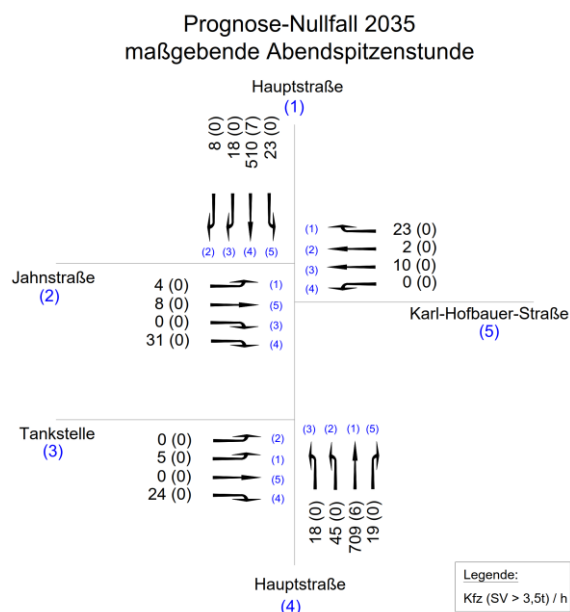 Prognose-Nullfall 2035
maßgebende Abendspitzenstunde
Hauptstraße
(1)
8 (0)
18 (0)
510 (7)
23 (0)
(2) (3) (4) (5)
(1) 23 (0)
(2) 2 (0)
(3) 10 (0)
(4) 0 (0)
Jahnstraße
(2)
4 (0) (1)
8 (0) (5)
0 (0) (3)
31 (0) (4)
Karl-Hofbauer-Straße
(5)
Tankstelle
(3)
0 (0) (2)
5 (0) (1)
0 (0) (5)
24 (0) (4)
(3) (2) (1) (5)
18 (0)
45 (0)
709 (6)
19 (0)
Hauptstraße
(4)
Legende:
Kfz (SV > 3,5t) / h